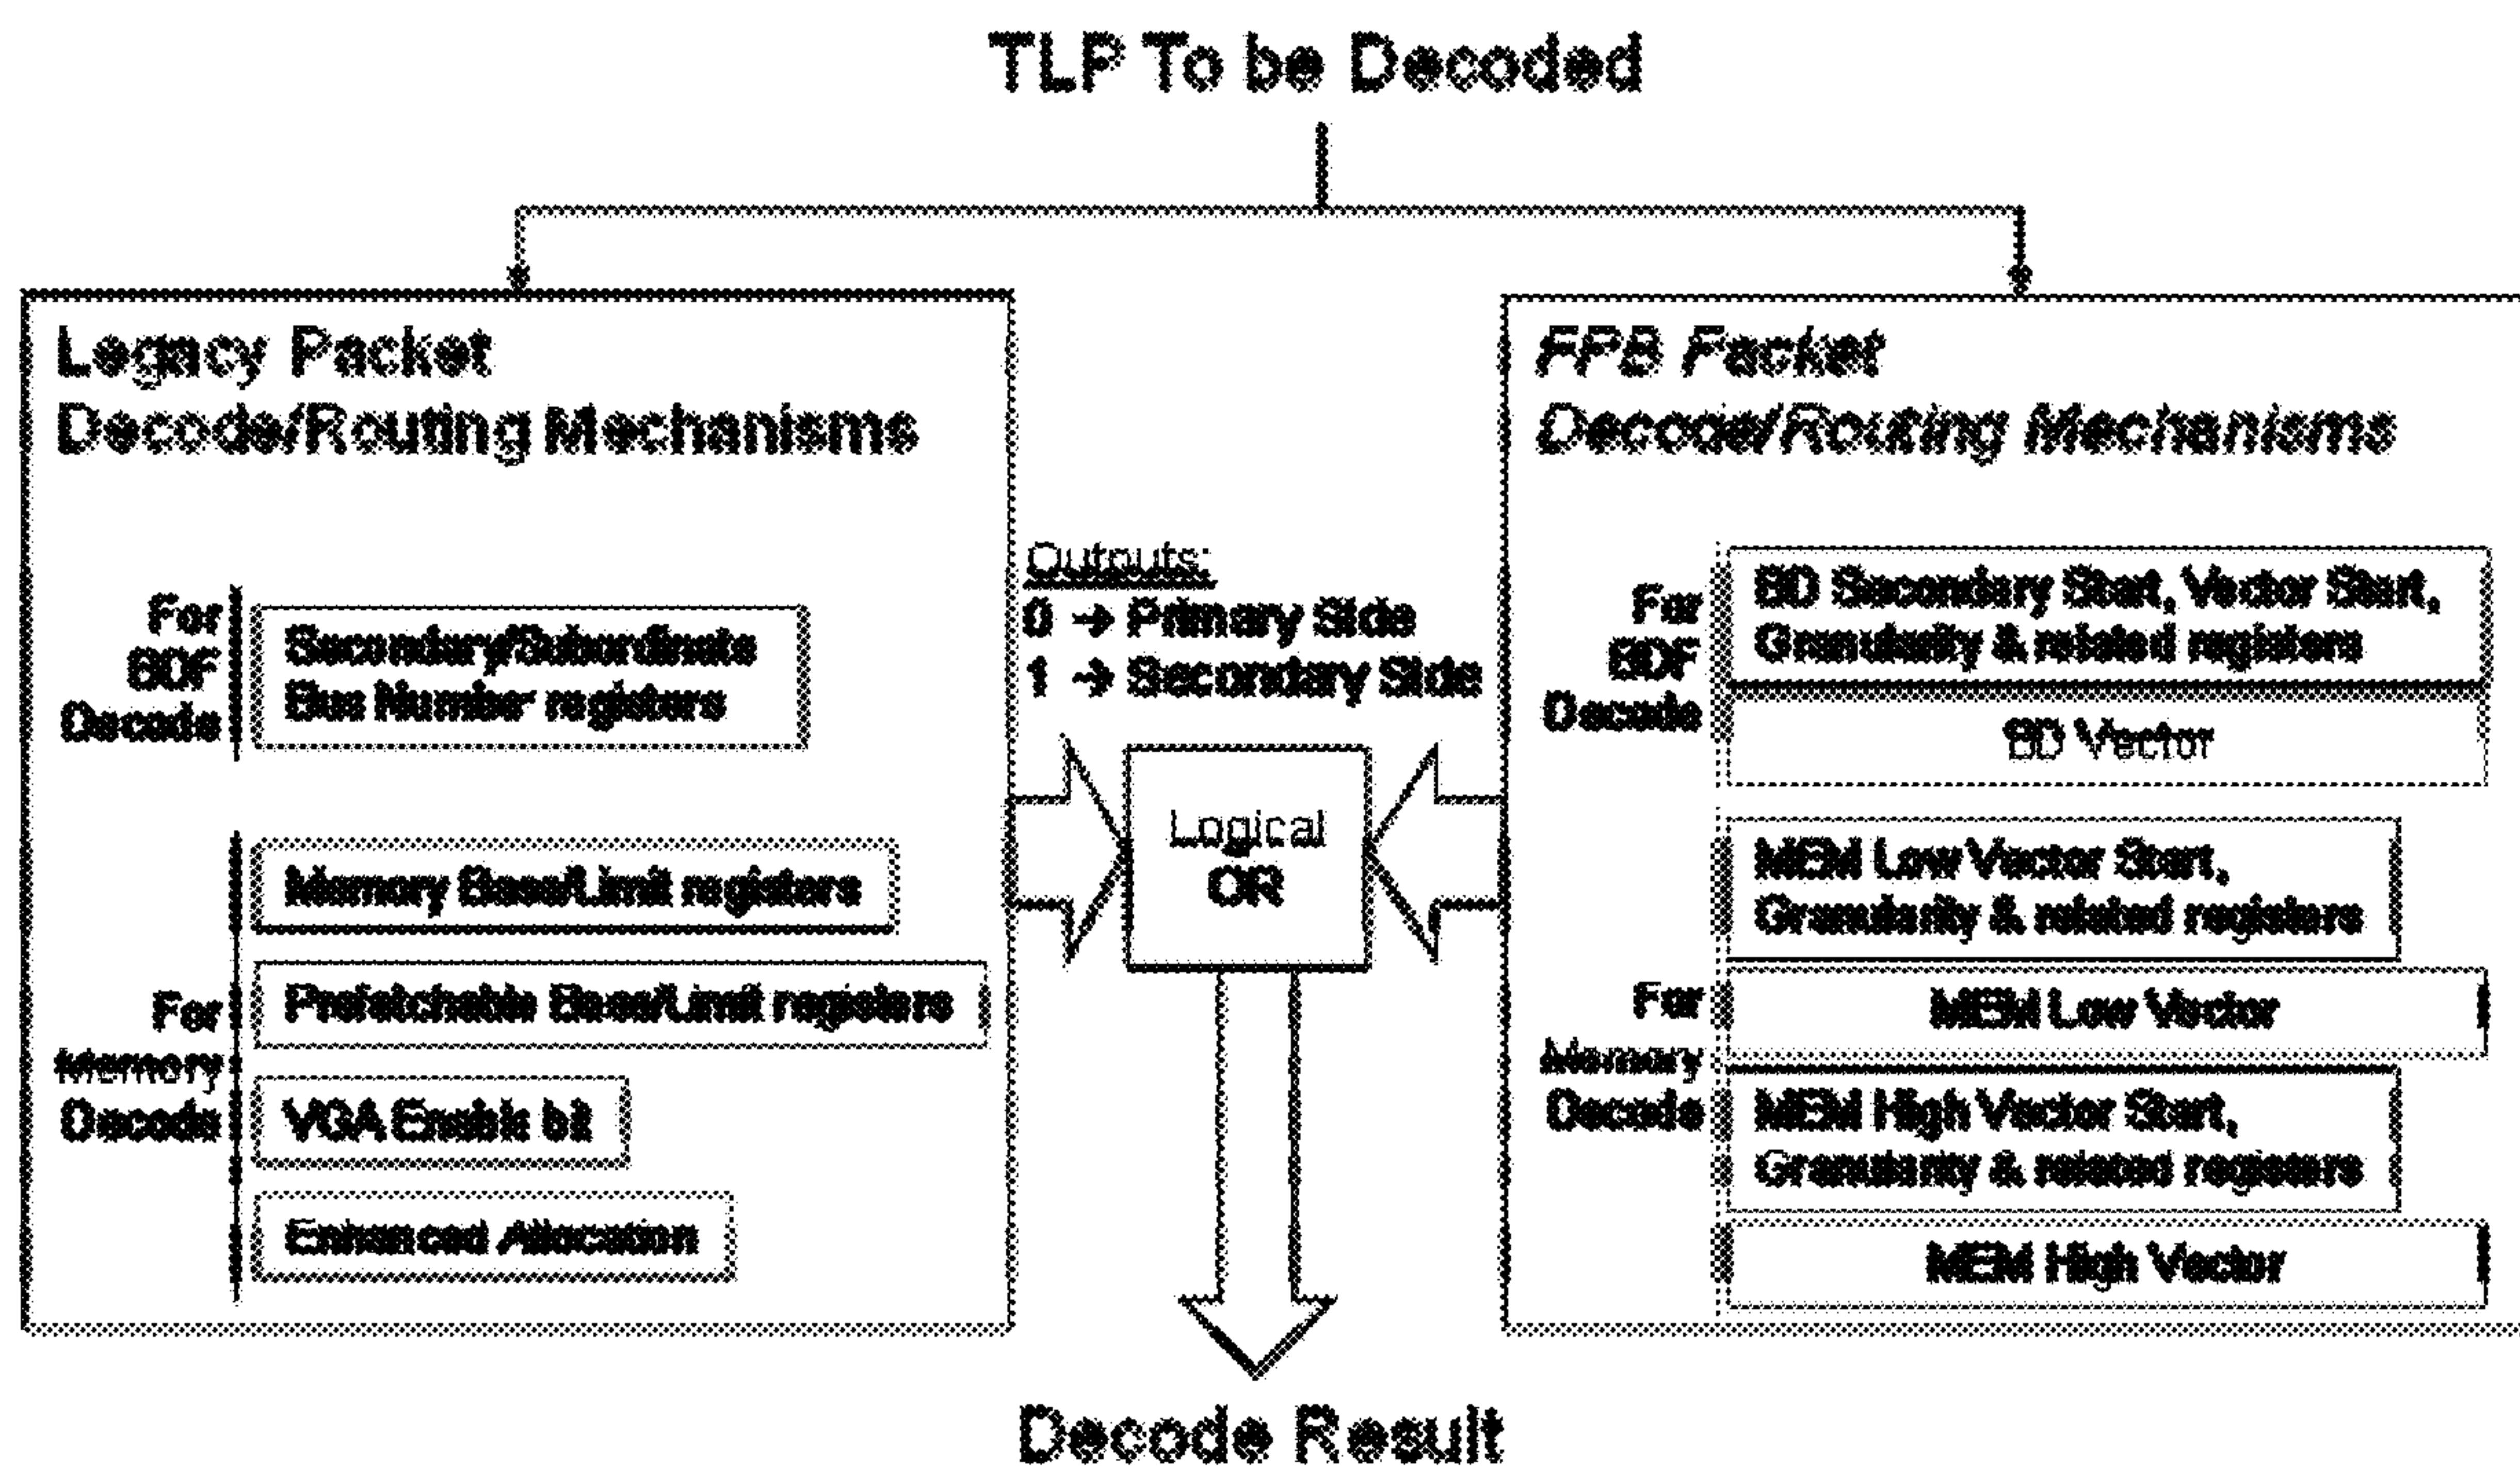 TLP To be Decoded
Legacy Packet
Decode/Routing Mechanisms
For
BDF
Decode
Secondary/Subordinate
Bus Number registers
For
Memory
Decode
Memory Base/Limit registers
Prefetchable Base/Limit registers
VGA Enable bit
Enhanced Allocation
Outputs:
0 → Primary Side
1 → Secondary Side
Logical
OR
FPB Packet
Decode/Routing Mechanisms
For
BDF
Decode
BD Secondary Start, Vector Start,
Granularity & related registers
BD Vector
For
Memory
Decode
MEM Low Vector Start,
Granularity & related registers
MEM Low Vector
MEM High Vector Start,
Granularity & related registers
MEM High Vector
Decode Result